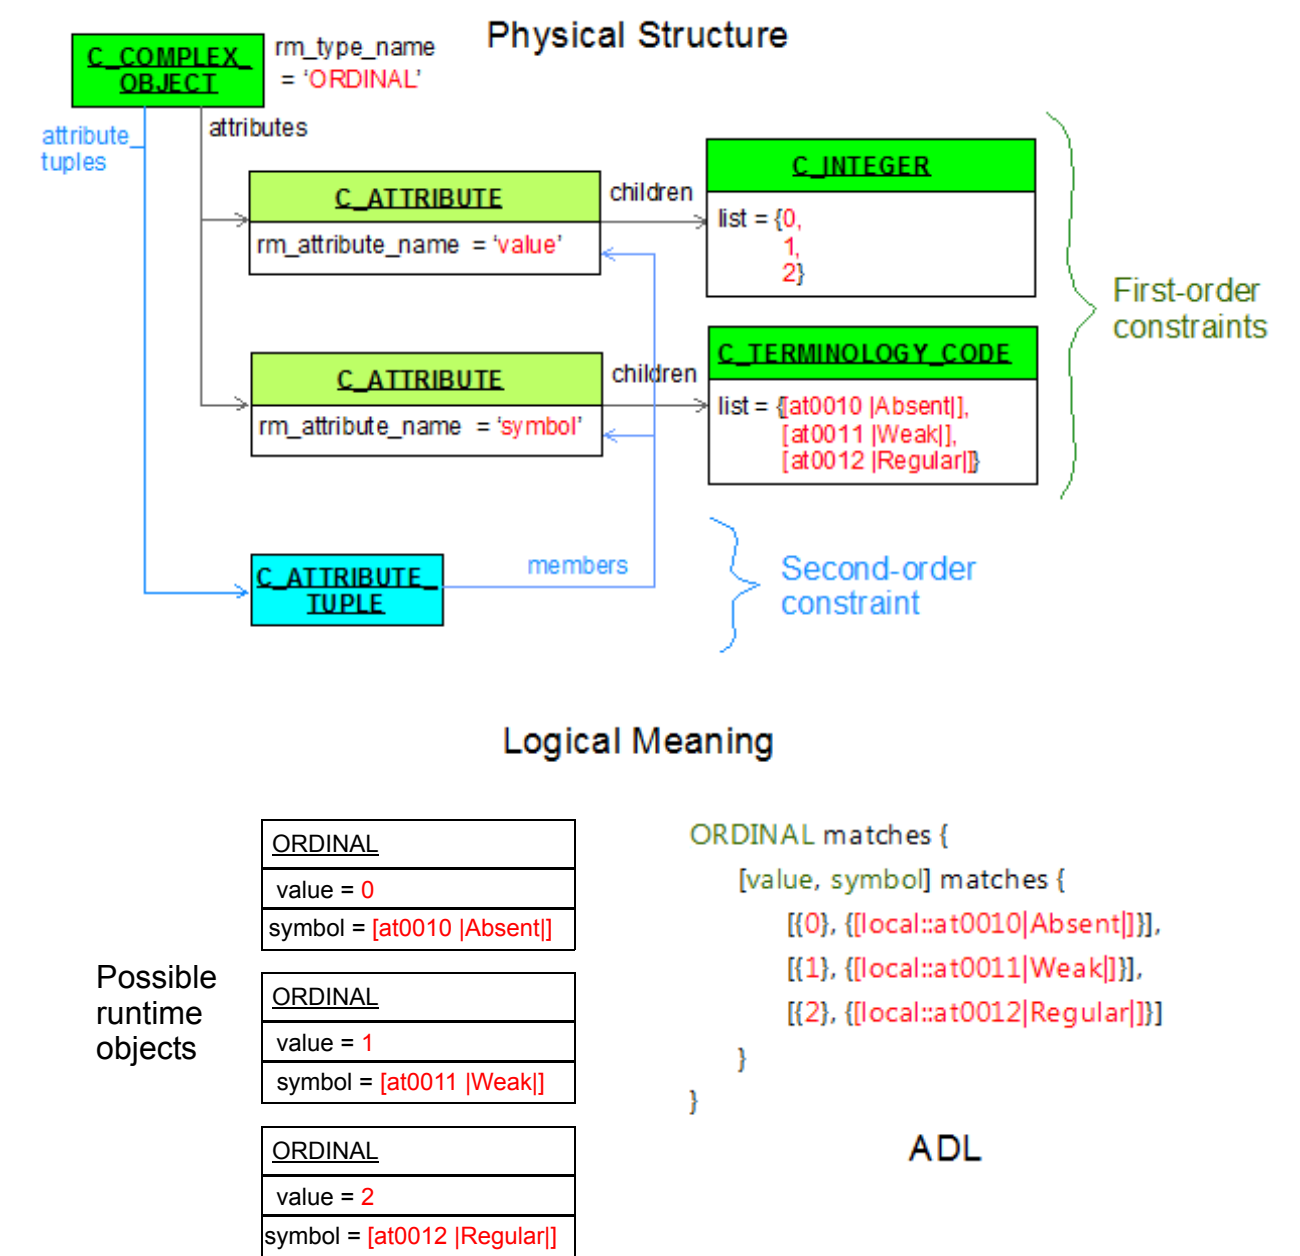 Physical Structure
C_COMPLEX_
OBJECT
rm_type_name
= ‘ORDINAL’
attribute_
tuples
attributes
C_ATTRIBUTE
rm_attribute_name = ‘value’
children
C_INTEGER
list = {0,
1,
2}
First-order
constraints
C_ATTRIBUTE
rm_attribute_name = ‘symbol’
children
C_TERMINOLOGY_CODE
list = {[at0010 |Absent|],
[at0011 |Weak|],
[at0012 |Regular|]}
C_ATTRIBUTE_
TUPLE
members
Second-order
constraint
Logical Meaning
Possible
runtime
objects
ORDINAL
value = 0
symbol = [at0010 |Absent|]
ORDINAL
value = 1
symbol = [at0011 |Weak|]
ORDINAL
value = 2
symbol = [at0012 |Regular|]
ORDINAL matches {
[value, symbol] matches {
[{0}, {[local::at0010|Absent|]}],
[{1}, {[local::at0011|Weak|]}],
[{2}, {[local::at0012|Regular|]}]
}
}
ADL